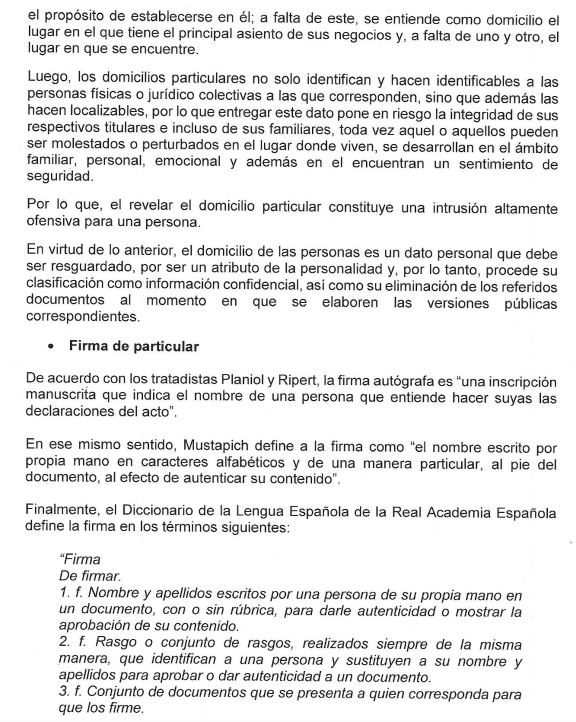 el propósito de establecerse en él; a falta de este, se entiende como domicilio el
lugar en el que tiene el principal asiento de sus negocios y, a falta de uno y otro, el
lugar en que se encuentre.
Luego, los domicilios particulares no solo identifican y hacen identificables a las
personas físicas o jurídico colectivas a las que corresponden, sino que además las
hacen localizables, por lo que entregar este dato pone en riesgo la integridad de sus
respectivos titulares e incluso de sus familiares, toda vez aquel o aquellos pueden
ser molestados o perturbados en el lugar donde viven, se desarrollan en el ámbito
familiar, personal, emocional y además en el encuentran un sentimiento de
seguridad.
Por lo que, el revelar el domicilio particular constituye una intrusión altamente
ofensiva para una persona.
En virtud de lo anterior, el domicilio de las personas es un dato personal que debe
ser resguardado, por ser un atributo de la personalidad y, por lo tanto, procede su
clasificación como información confidencial, así como su eliminación de los referidos
documentos al momento en que se elaboren las versiones públicas
correspondientes.
• Firma de particular
De acuerdo con los tratadistas Planiol y Ripert, la firma autógrafa es “una inscripción
manuscrita que indica el nombre de una persona que entiende hacer suyas las
declaraciones del acto”.
En ese mismo sentido, Mustapich define a la firma como “el nombre escrito por
propia mano en caracteres alfabéticos y de una manera particular, al pie del
documento, al efecto de autenticar su contenido”.
Finalmente, el Diccionario de la Lengua Española de la Real Academia Española
define la firma en los términos siguientes:
“Firma
De firmar.
1. f. Nombre y apellidos escritos por una persona de su propia mano en
un documento, con o sin rúbrica, para darle autenticidad o mostrar la
aprobación de su contenido.
2. f. Rasgo o conjunto de rasgos, realizados siempre de la misma
manera, que identifican a una persona y sustituyen a su nombre y
apellidos para aprobar o dar autenticidad a un documento.
3. f. Conjunto de documentos que se presenta a quien corresponda para
que los firme.